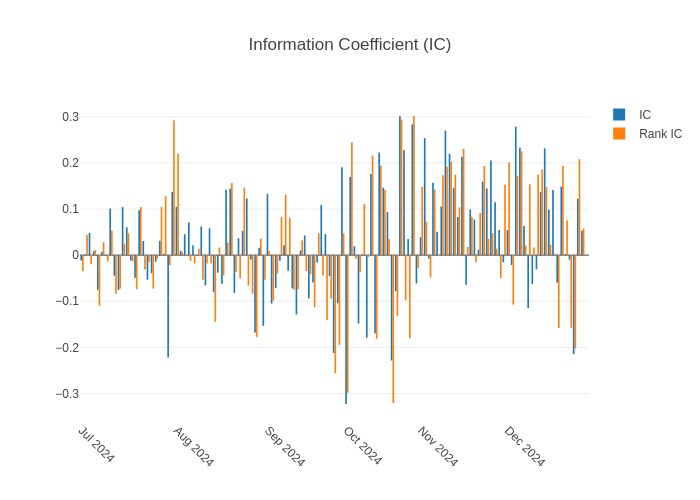 Information Coefficient (IC)
IC
Rank IC
0.3
0.2
0.1
0
−0.1
−0.2
−0.3
Jul 2024
Aug 2024
Sep 2024
Oct 2024
Nov 2024
Dec 2024